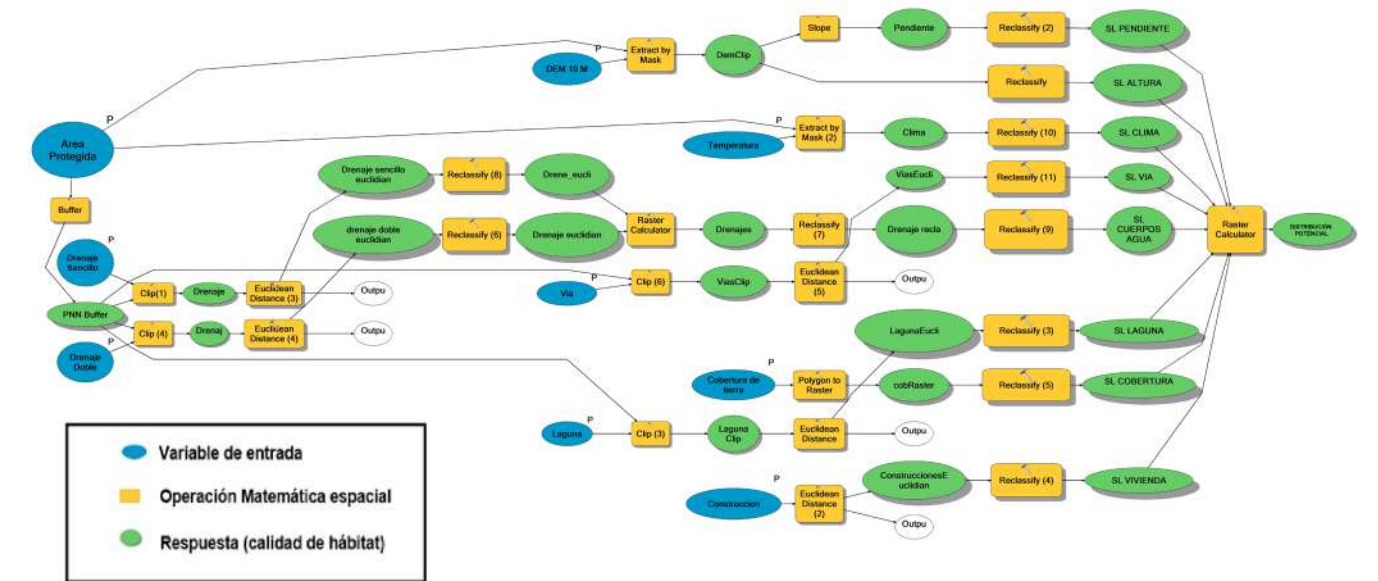 P
Extract by
Mask
DEM 10 M
DemClip
Slope
Pendiente
Reclassify (2)
SL PENDIENTE
Reclassify
SL ALTURA
P
Area
Protegida
P
Temperatura
Extract by
Mask (2)
Clima
Reclassify (10)
SL CLIMA
Buffer
Drenaje sencillo
euclidian
Reclassify (8)
Drene_eucli
ViasEucli
Reclassify (11)
SL VIA
drenaje doble
euclidian
Reclassify (6)
Drenaje euclidian
Raster
Calculator
Drenajes
Reclassify
(7)
Drenaje recla
Reclassify (9)
SL
CUERPOS
AGUA
Raster
Calculator
DISTRIBUCIÓN
POTENCIAL
P
Drenaje
Sencillo
P
Via
Clip (6)
ViasClip
Euclidean
Distance
(5)
Outpu
Clip(1)
Drenaje
Euclidean
Distance (3)
Outpu
PNN Buffer
Clip (4)
Drenaj
Euclidean
Distance (4)
Outpu
P
Drenaje
Doble
LagunaEucli
Reclassify (3)
SL LAGUNA
P
Cobertura de
tierra
Polygon to
Raster
cobRaster
Reclassify (5)
SL COBERTURA
P
Laguna
Clip (3)
Laguna
Clip
Euclidean
Distance
Outpu
P
Construccion
Euclidean
Distance
(2)
ConstruccionesE
uclidian
Reclassify (4)
SL VIVIENDA
Outpu
Variable de entrada
Operación Matemática espacial
Respuesta (calidad de hábitat)